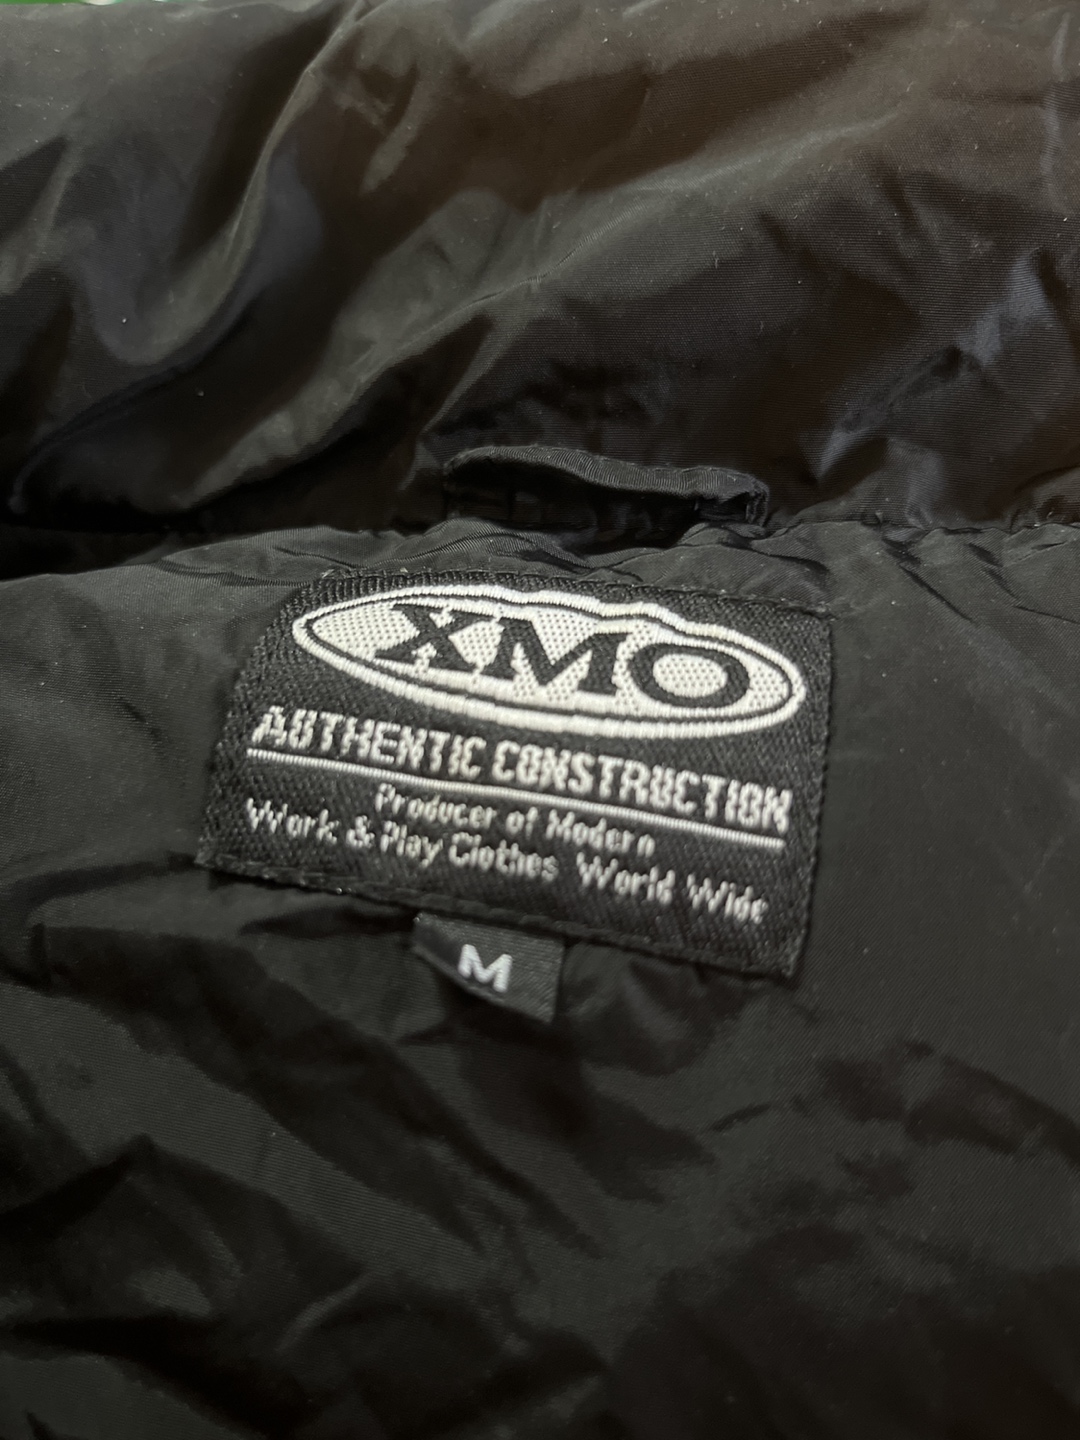 XMO
AUTHENTIC CONSTRUCTION
Producer of Modern
Work & Play Clothes World Wide
M